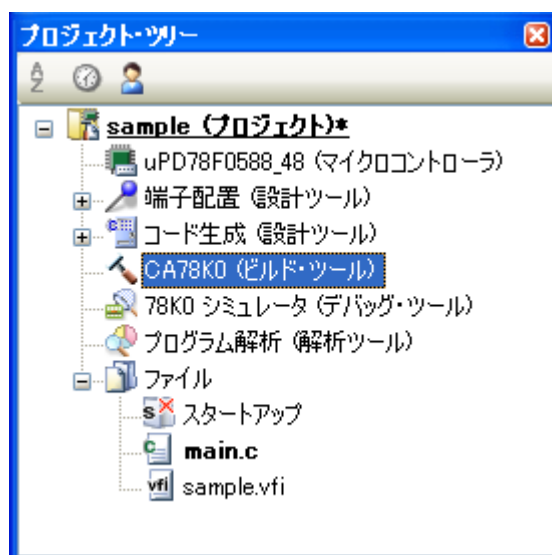 プロジェクト・ツリー
sample (プロジェクト)*
uPD78F0588_48 (マイクロコントローラ)
端子配置 (設計ツール)
コード生成 (設計ツール)
CA78K0 (ビルド・ツール)
78K0 シミュレータ (デバッグ・ツール)
プログラム解析 (解析ツール)
ファイル
スタートアップ
main.c
sample.vfi